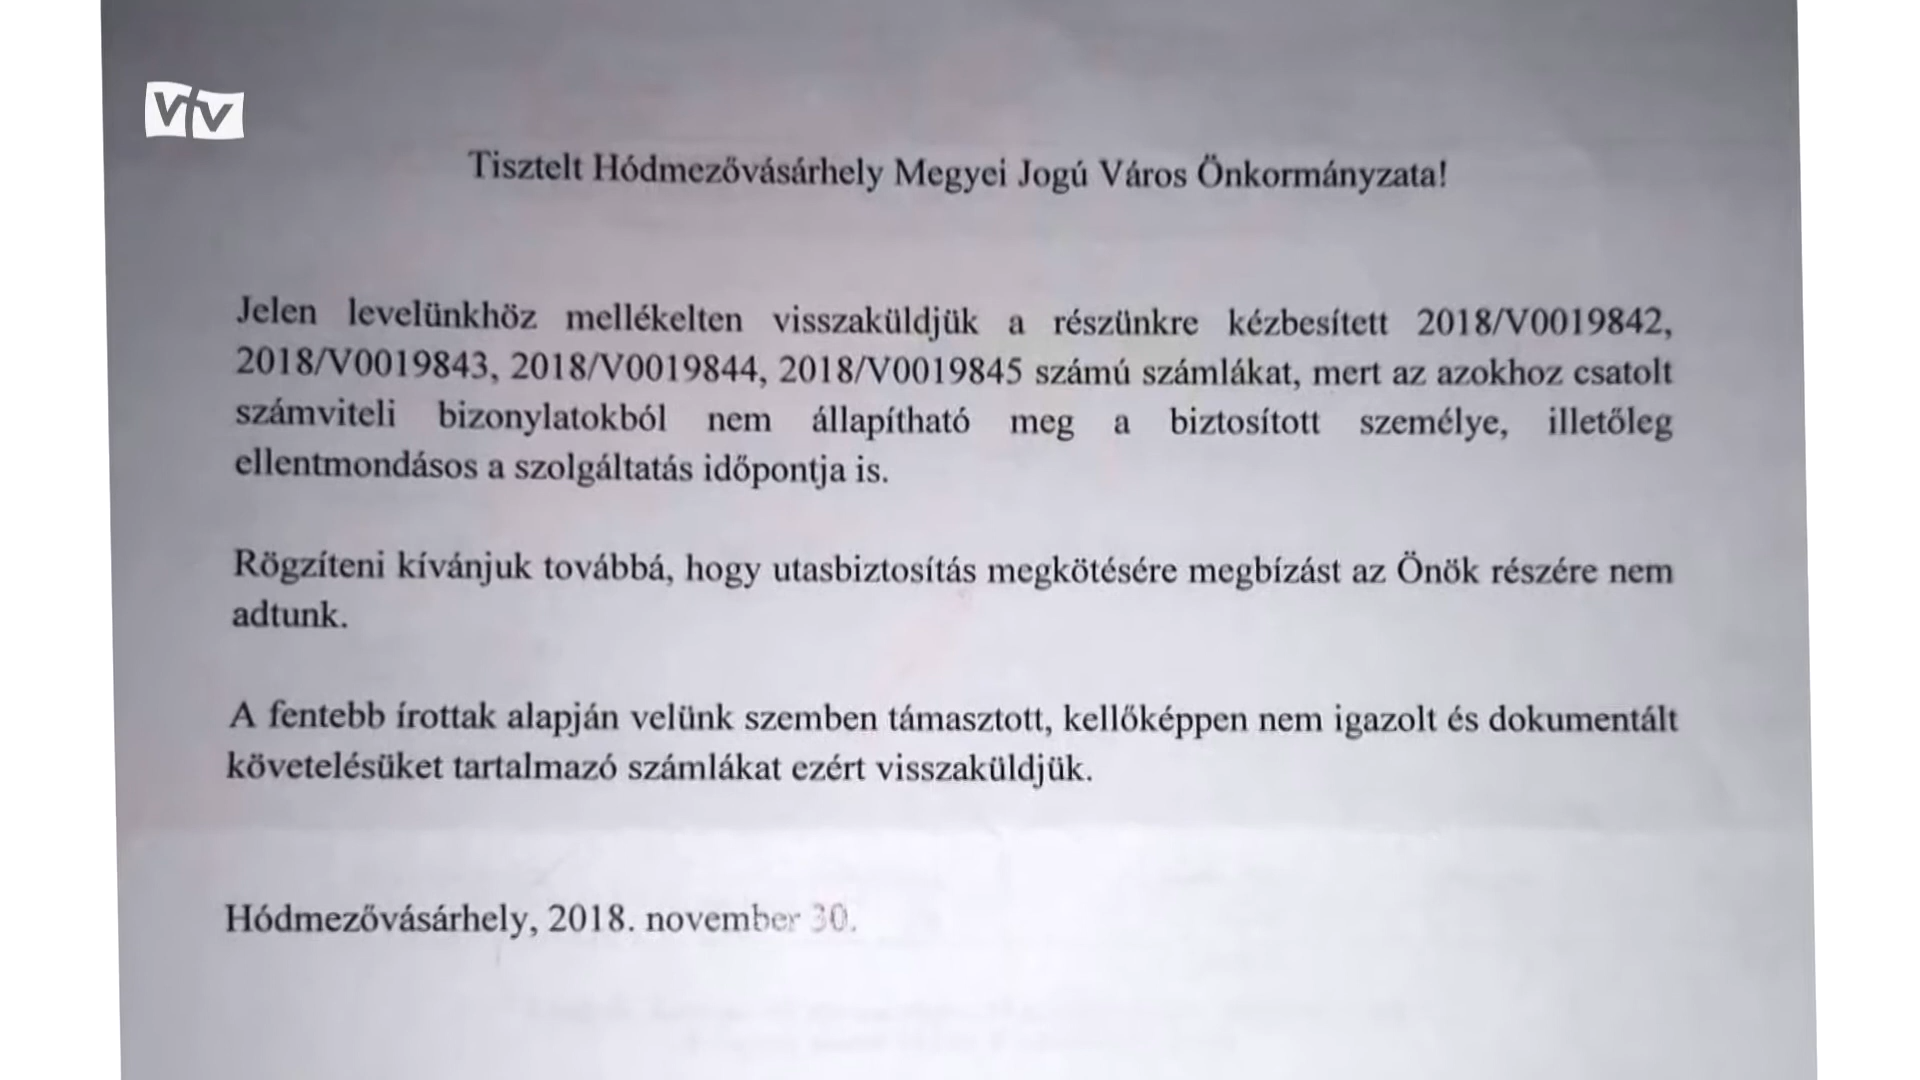 VTV
Tisztelt Hódmezővásárhely Megyei Jogú Város Önkormányzata!
Jelen levelünkhöz mellékelten visszaküldjük a részünkre kézbesített 2018/V0019842,
2018/V0019843, 2018/V0019844, 2018/V0019845 számú számlákat, mert az azokhoz csatolt
számviteli bizonylatokból nem állapítható meg a biztosított személye, illetőleg
ellentmondásos a szolgáltatás időpontja is.
Rögzíteni kívánjuk továbbá, hogy utasbiztosítás megkötésére megbízást az Önök részére nem
adtunk.
A fentebb írottak alapján velünk szemben támasztott, kellőképpen nem igazolt és dokumentált
követelésüket tartalmazó számlákat ezért visszaküldjük.
Hódmezővásárhely, 2018. november 30.